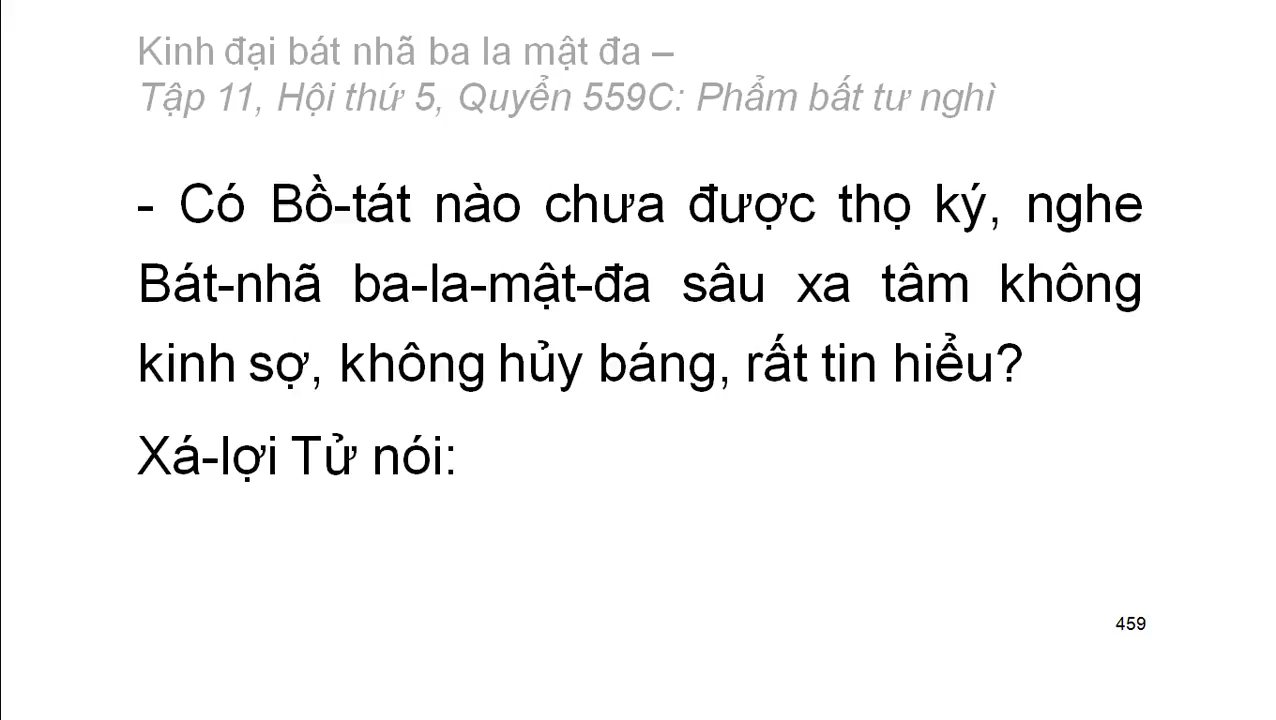 Kinh đại bát nhã ba la mật đa –
Tập 11, Hội thứ 5, Quyển 559C: Phẩm bất tư nghì
- Có Bồ-tát nào chưa được thọ ký, nghe
Bát-nhã ba-la-mật-đa sâu xa tâm không
kinh sợ, không hủy báng, rất tin hiểu?
Xá-lợi Tử nói:
459